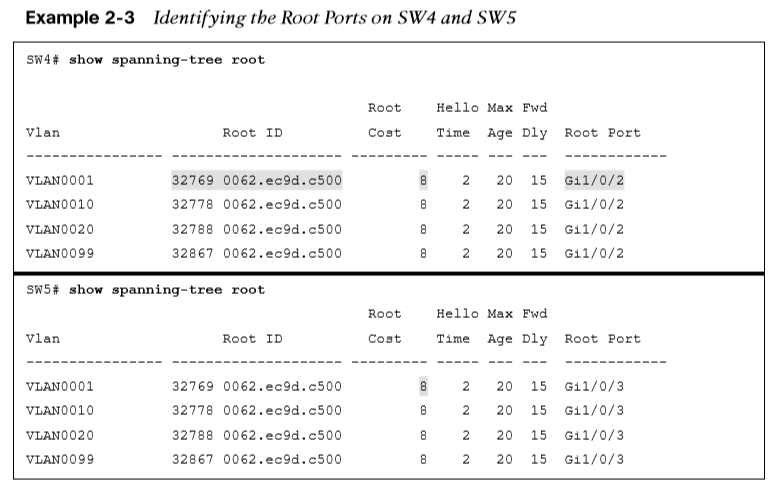 Example 2-3 Identifying the Root Ports on SW4 and SW5
SW4# show spanning-tree root
Root Hello Max Fwd
Vlan Root ID Cost Time Age Dly Root Port
---------------- -------------------- --------- ----- --- --- ------------
VLAN0001 32769 0062.ec9d.c500 8 2 20 15 Gi1/0/2
VLAN0010 32778 0062.ec9d.c500 8 2 20 15 Gi1/0/2
VLAN0020 32788 0062.ec9d.c500 8 2 20 15 Gi1/0/2
VLAN0099 32867 0062.ec9d.c500 8 2 20 15 Gi1/0/2
SW5# show spanning-tree root
Root Hello Max Fwd
Vlan Root ID Cost Time Age Dly Root Port
---------------- -------------------- --------- ----- --- --- ------------
VLAN0001 32769 0062.ec9d.c500 8 2 20 15 Gi1/0/3
VLAN0010 32778 0062.ec9d.c500 8 2 20 15 Gi1/0/3
VLAN0020 32788 0062.ec9d.c500 8 2 20 15 Gi1/0/3
VLAN0099 32867 0062.ec9d.c500 8 2 20 15 Gi1/0/3